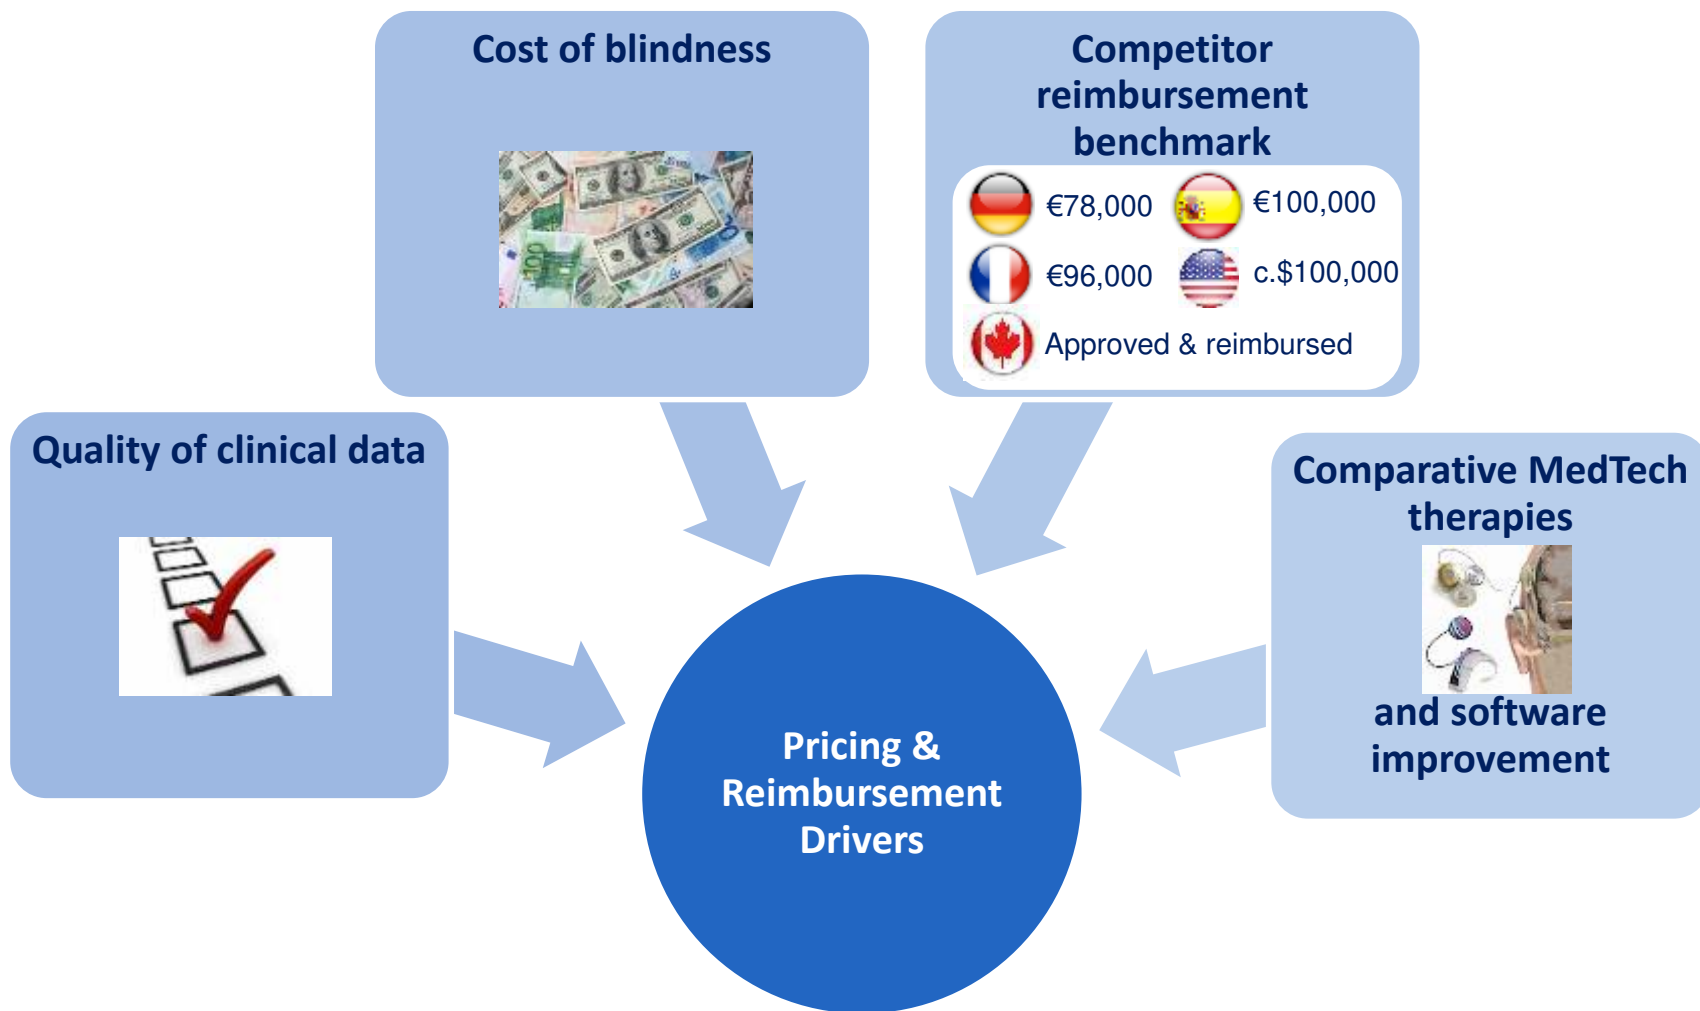 Cost of blindness
Competitor
reimbursement
benchmark
€78,000
€100,000
€96,000
c.$100,000
Approved & reimbursed
Quality of clinical data
Comparative MedTech
therapies
and software
improvement
Pricing &
Reimbursement
Drivers
100